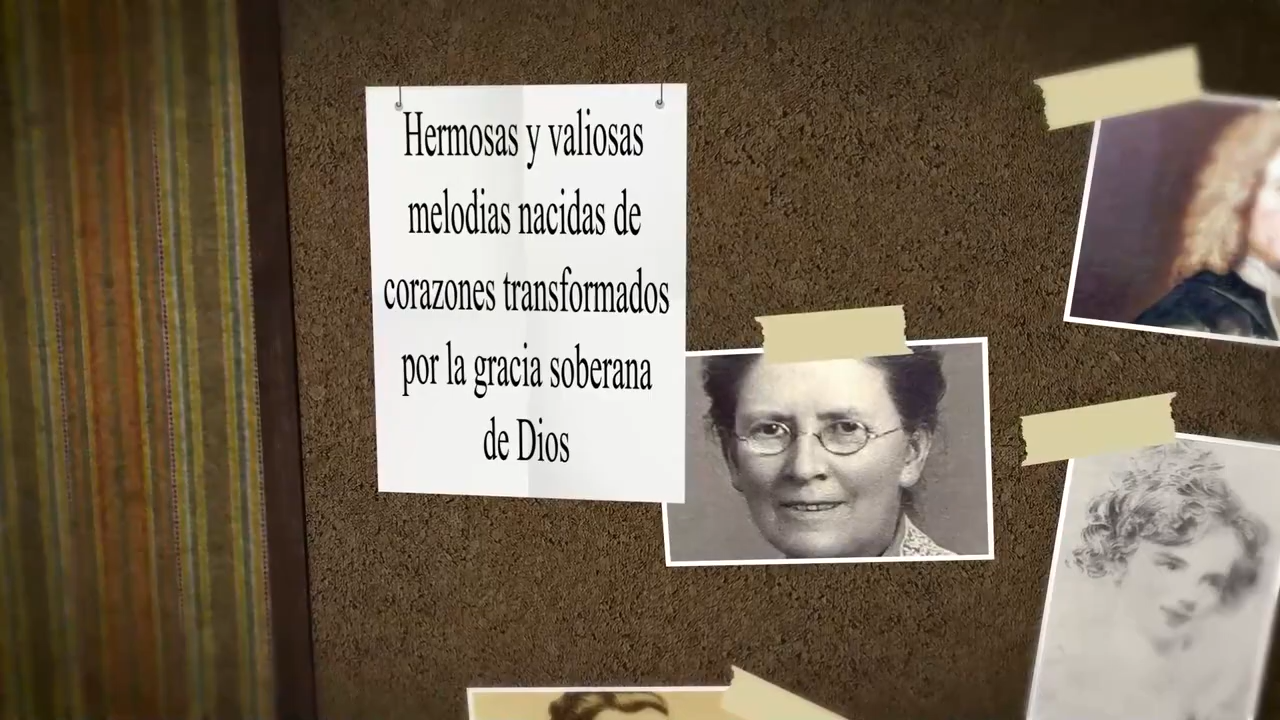 Hermosas y valiosas
melodias nacidas de
corazones transformados
por la gracia soberana
de Dios